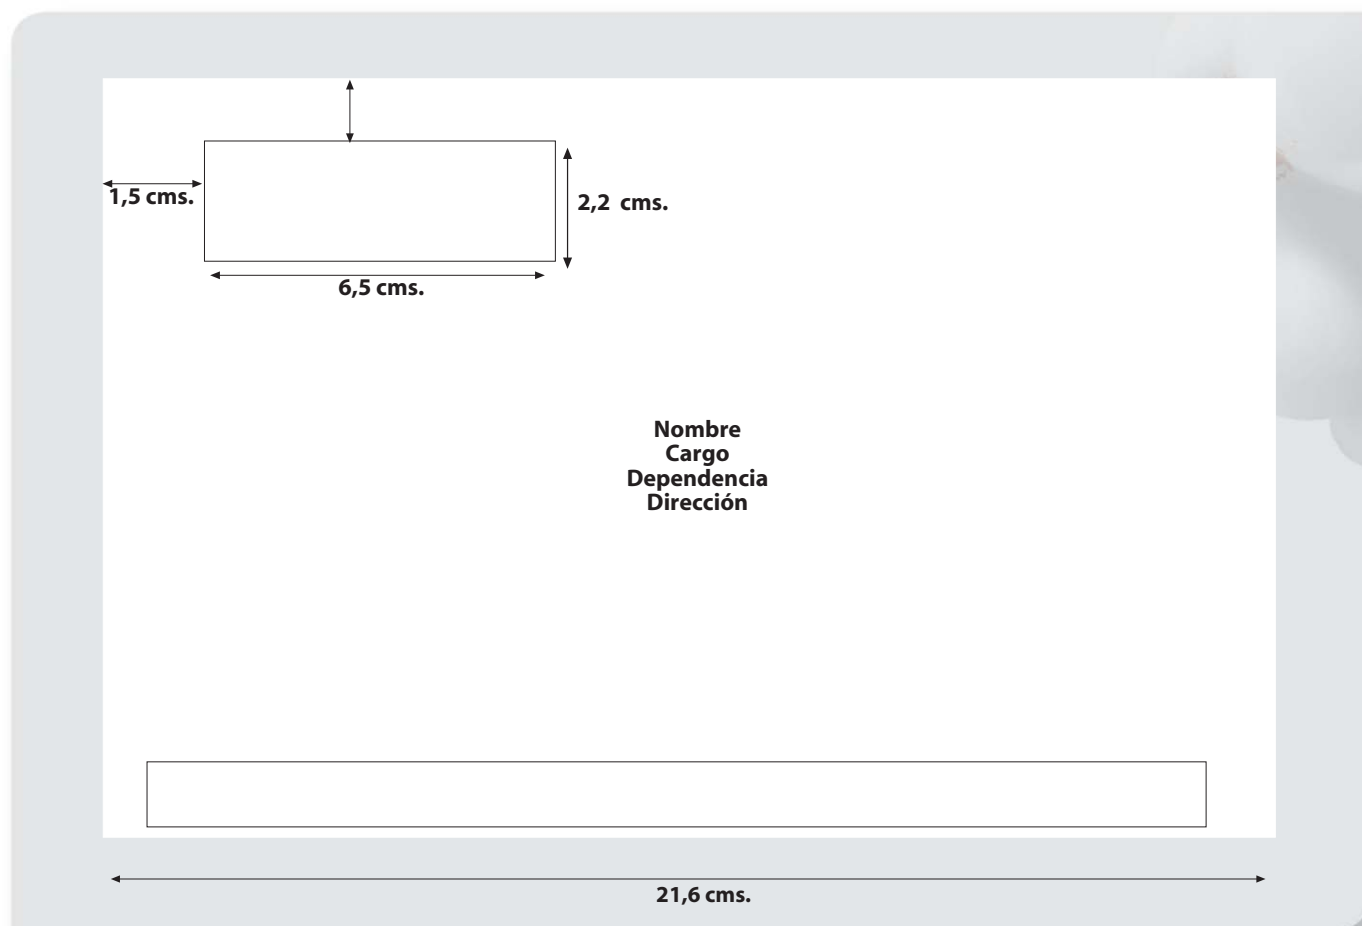 1,5 cms.
2,2 cms.
6,5 cms.
Nombre
Cargo
Dependencia
Dirección
21,6 cms.